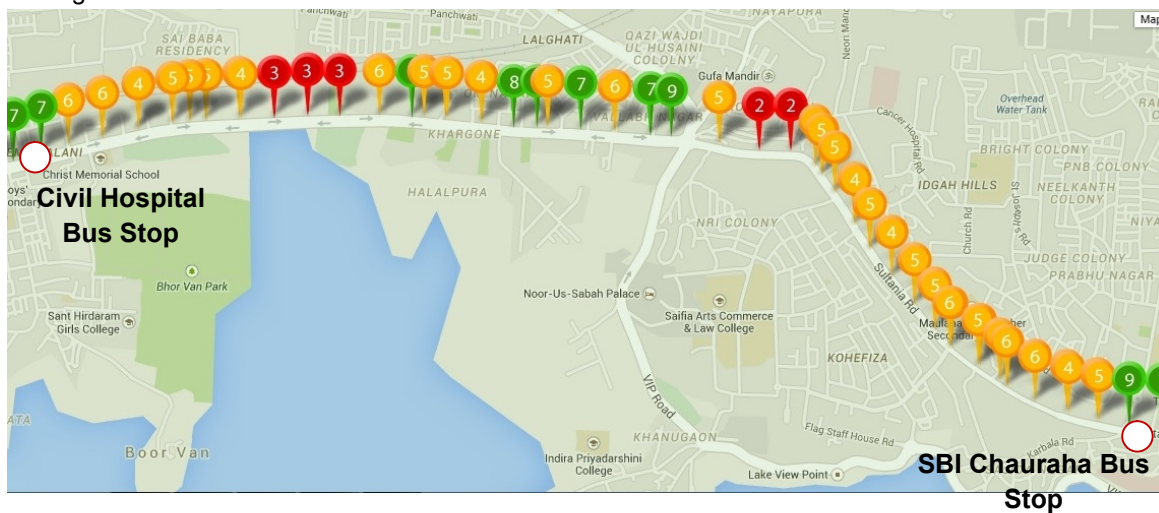 Panchwati
Panchwati
NAYAPURA
Map
SAI BABA
RESIDENCY
LALGHATI
QAZI WAJDI
UL-HUSAINI
COLOLNY
Gufa Mandir
Overhead
Water Tank
Cancer Hospital Rd
7
7
6
6
4
5
5
4
3
3
3
6
5
5
4
8
5
7
6
7
9
5
2
2
5
5
4
5
4
5
5
6
5
6
6
4
5
9
VALLABH NAGAR
KHARGONE
BRIGHT COLONY
PNB COLONY
Christ Memorial School
IDGAH HILLS
St Joseph's Rd
NEELKANTH
COLONY
Church Rd
HALALPURA
NRI COLONY
Civil Hospital
Bus Stop
JUDGE COLONY
PRABHU NAGAR
Sultania Rd
Bhor Van Park
Noor-Us-Sabah Palace
Saifia Arts Commerce
& Law College
Sant Hirdaram
Girls College
KOHEFIZA
VIP Road
Boor Van
KHANUGAON
Flag Staff House Rd
Karbala Rd
Indira Priyadarshini
College
Lake View Point
SBI Chauraha Bus
Stop